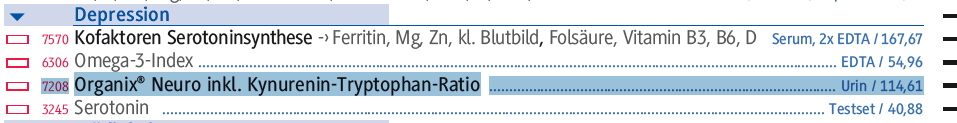 Depression
7570 Kofaktoren Serotoninsynthese -› Ferritin, Mg, Zn, kl. Blutbild, Folsäure, Vitamin B3, B6, D Serum, 2x EDTA / 167,67
6306 Omega-3-Index EDTA / 54,96
7208 Organix® Neuro inkl. Kynurenin-Tryptophan-Ratio Urin / 114,61
3245 Serotonin Testset / 40,88